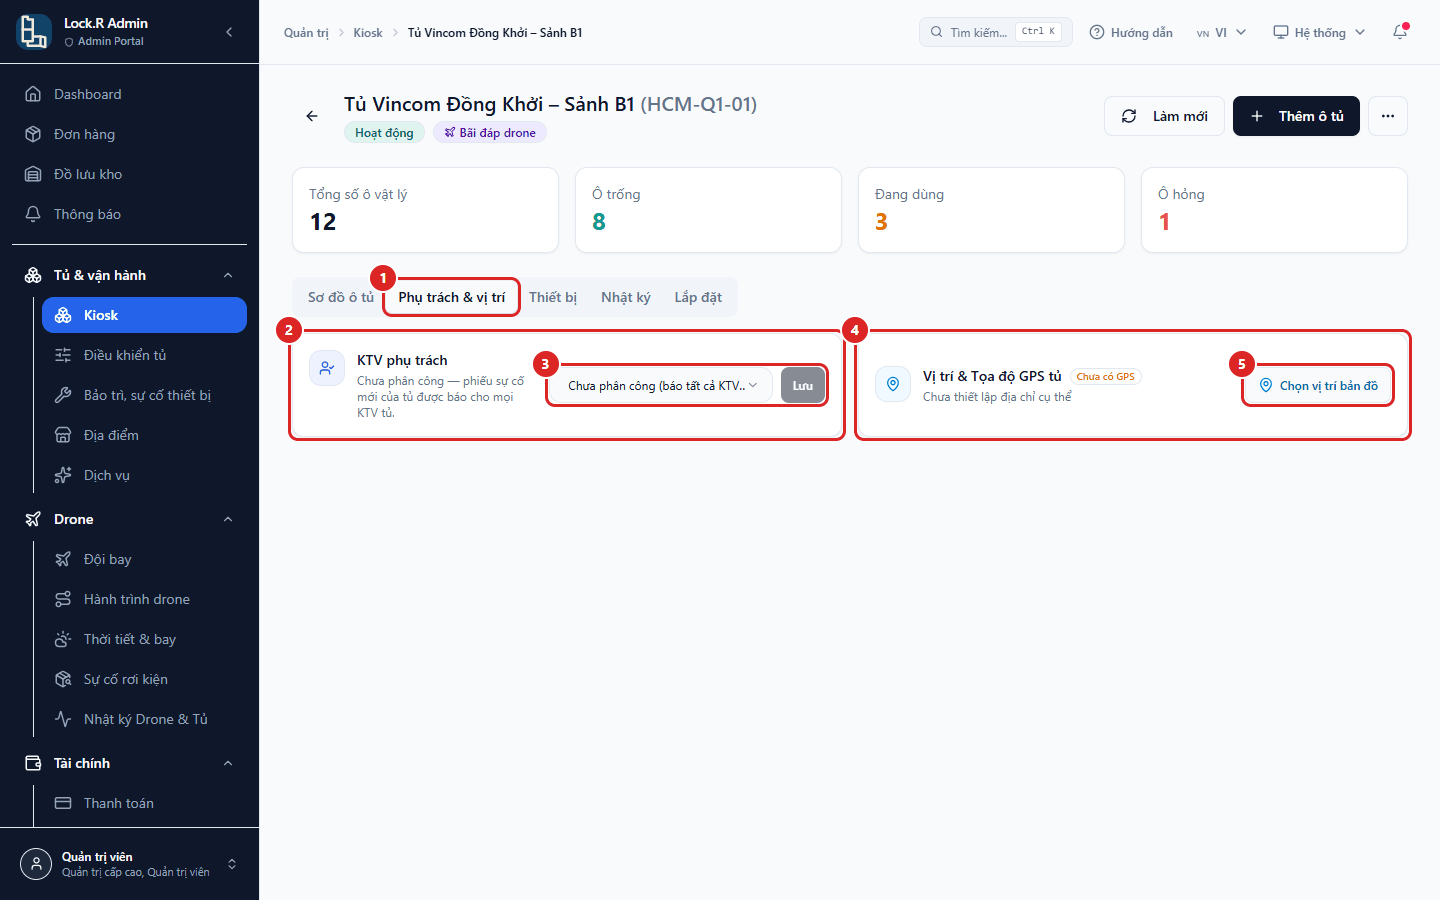 Lock.R Admin
Admin Portal
Dashboard
Đơn hàng
Đồ lưu kho
Thông báo
Tủ & vận hành
Kiosk
Điều khiển tủ
Bảo trì, sự cố thiết bị
Địa điểm
Dịch vụ
Drone
Đội bay
Hành trình drone
Thời tiết & bay
Sự cố rơi kiện
Nhật ký Drone & Tủ
Tài chính
Thanh toán
Quản trị viên
Quản trị cấp cao, Quản trị viên
Quản trị > Kiosk > Tủ Vincom Đồng Khởi – Sảnh B1
Tìm kiếm... Ctrl K
Hướng dẫn
VN VI
Hệ thống
Tủ Vincom Đồng Khởi – Sảnh B1 (HCM-Q1-01)
Hoạt động
Bãi đáp drone
Làm mới
Thêm ô tủ
Tổng số ô vật lý
12
Ô trống
8
Đang dùng
3
Ô hỏng
1
1
Sơ đồ ô tủ
Phụ trách & vị trí
Thiết bị
Nhật ký
Lắp đặt
2
KTV phụ trách
Chưa phân công — phiếu sự cố
mới của tủ được báo cho mọi
KTV tủ.
3
Chưa phân công (báo tất cả KTV..
Lưu
4
Vị trí & Tọa độ GPS tủ
Chưa có GPS
Chưa thiết lập địa chỉ cụ thể
5
Chọn vị trí bản đồ